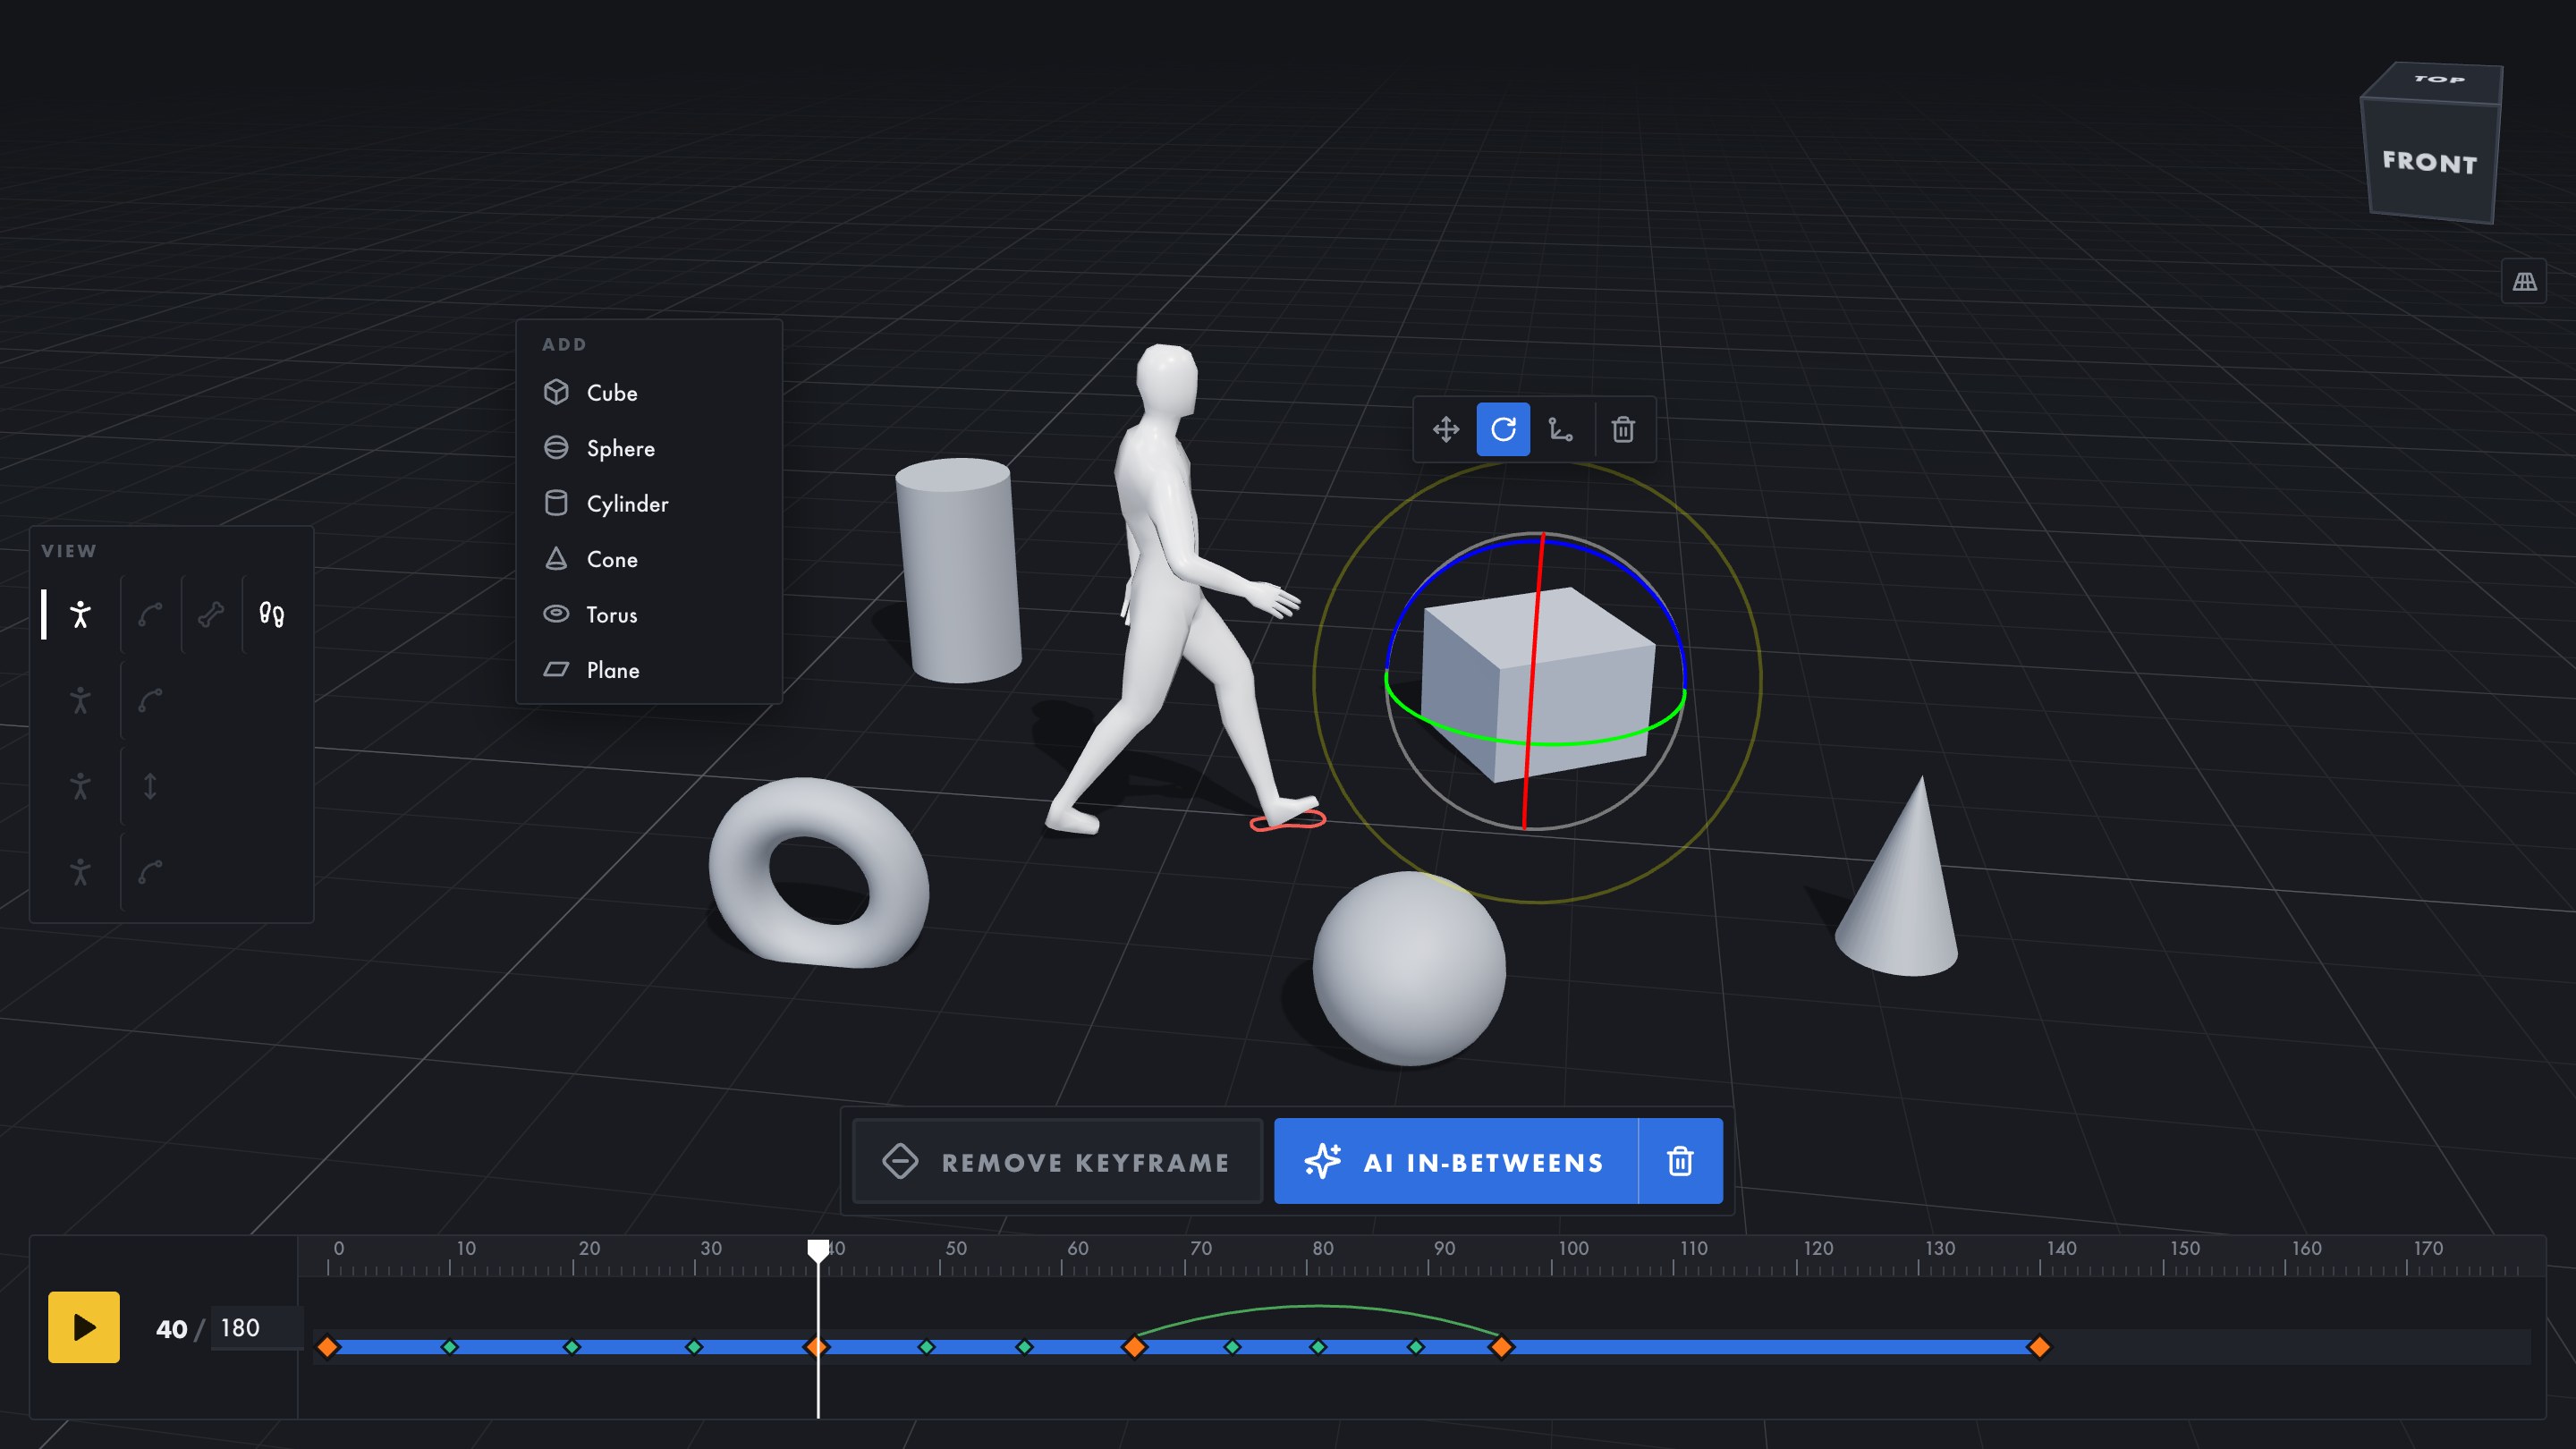 TOP
FRONT
ADD
Cube
Sphere
Cylinder
Cone
Torus
Plane
VIEW
REMOVE KEYFRAME
AI IN-BETWEENS
0 10 20 30 40 50 60 70 80 90 100 110 120 130 140 150 160 170
40 / 180